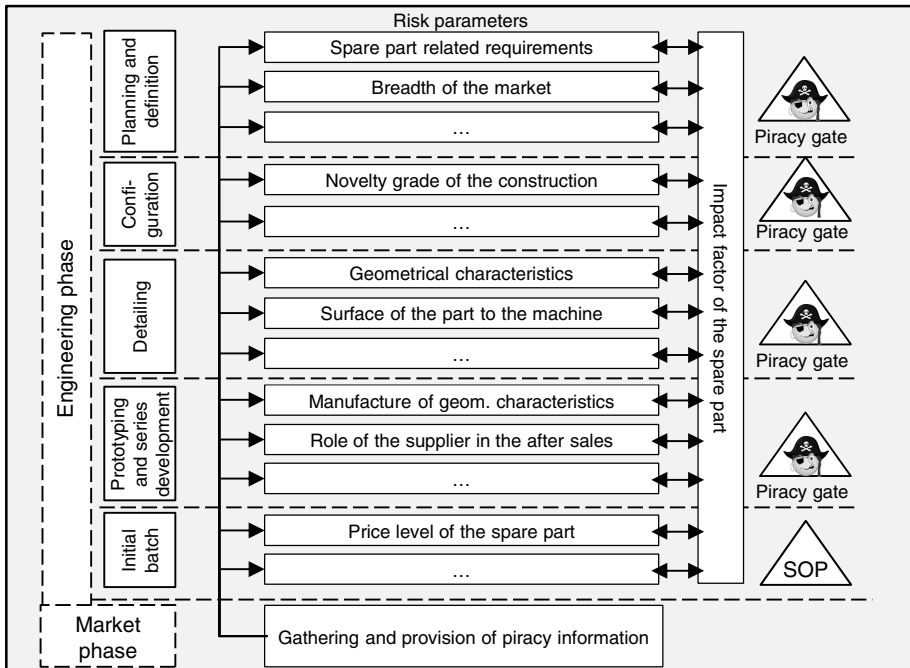 Risk parameters
Engineering phase
Planning and
definition
Spare part related requirements
Breadth of the market
...
Piracy gate
Confi-
guration
Novelty grade of the construction
...
Piracy gate
Detailing
Geometrical characteristics
Surface of the part to the machine
...
Piracy gate
Prototyping
and series
development
Manufacture of geom. characteristics
Role of the supplier in the after sales
...
Piracy gate
Initial
batch
Price level of the spare part
...
SOP
Impact factor of the spare part
Market
phase
Gathering and provision of piracy information